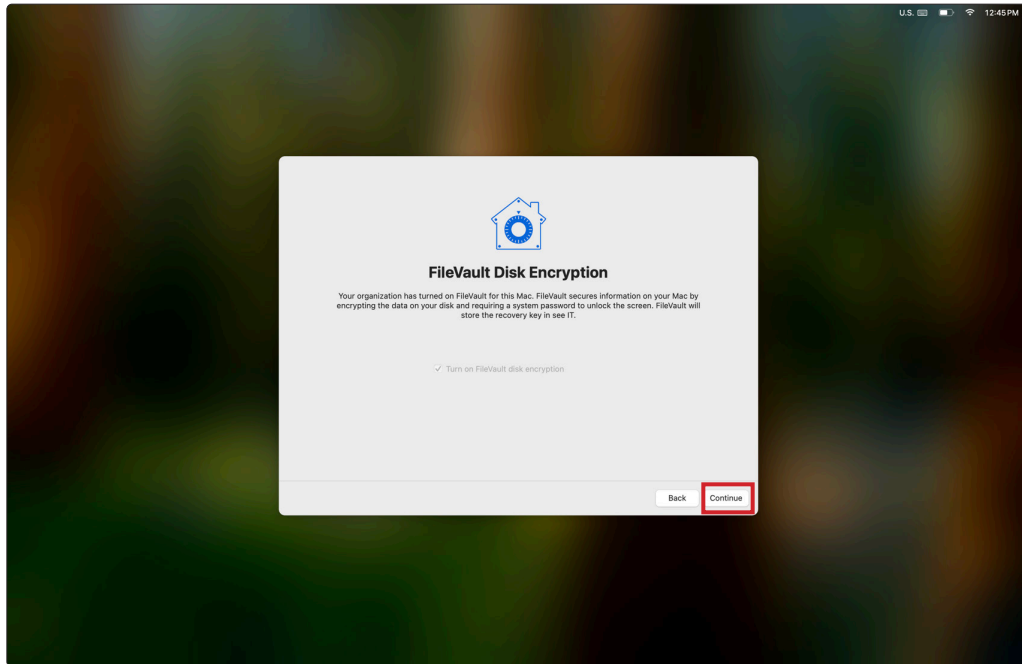 U.S. 12:45 PM
FileVault Disk Encryption
Your organization has turned on FileVault for this Mac. FileVault secures information on your Mac by
encrypting the data on your disk and requiring a system password to unlock the screen. FileVault will
store the recovery key in see IT.
Turn on FileVault disk encryption
Back Continue